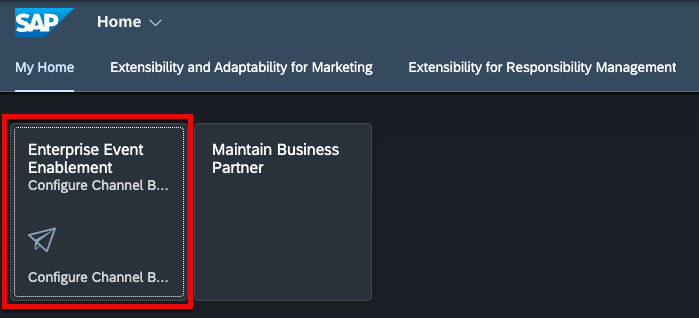 SAP Home
My Home Extensibility and Adaptability for Marketing Extensibility for Responsibility Management
Enterprise Event
Enablement
Configure Channel B...
Configure Channel B...
Maintain Business
Partner